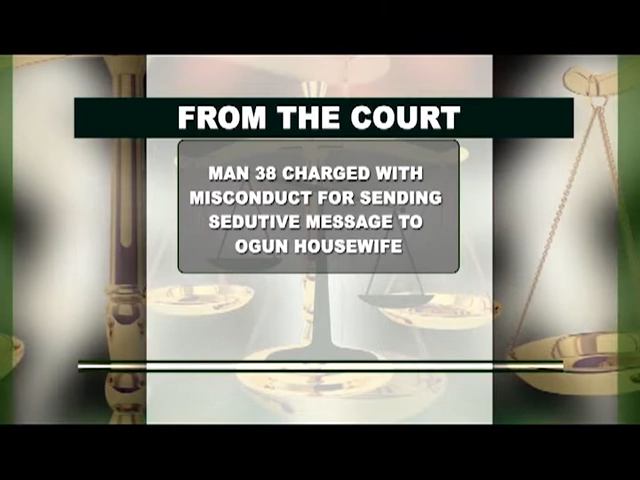 FROM THE COURT
MAN 38 CHARGED WITH
MISCONDUCT FOR SENDING
SEDUTIVE MESSAGE TO
OGUN HOUSEWIFE